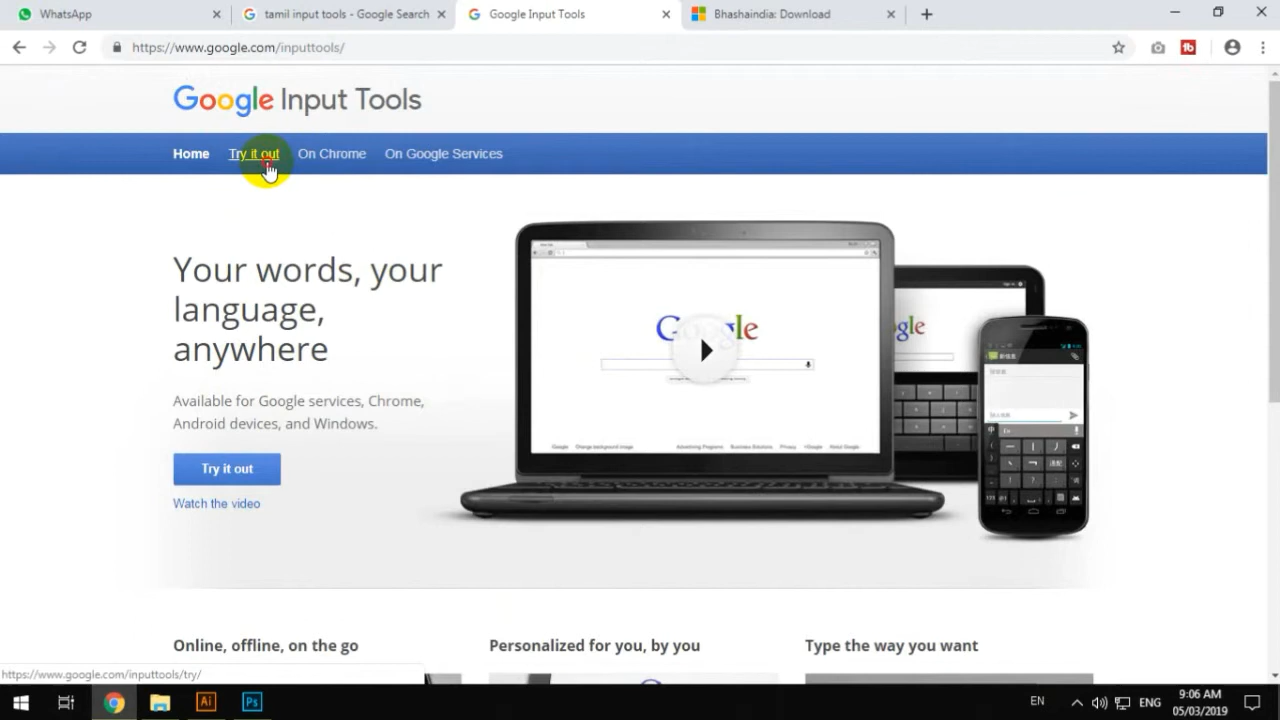 WhatsApp
tamil input tools - Google Search
Google Input Tools
Bhashaindia: Download
https://www.google.com/inputtools/
Google Input Tools
Home Try it out On Chrome On Google Services
Your words, your
language,
anywhere
Available for Google services, Chrome,
Android devices, and Windows.
Try it out
Watch the video
Google
Online, offline, on the go
Personalized for you, by you
Type the way you want
https://www.google.com/inputtools/try/
Ai
Ps
EN
ENG
9:06 AM
05/03/2019